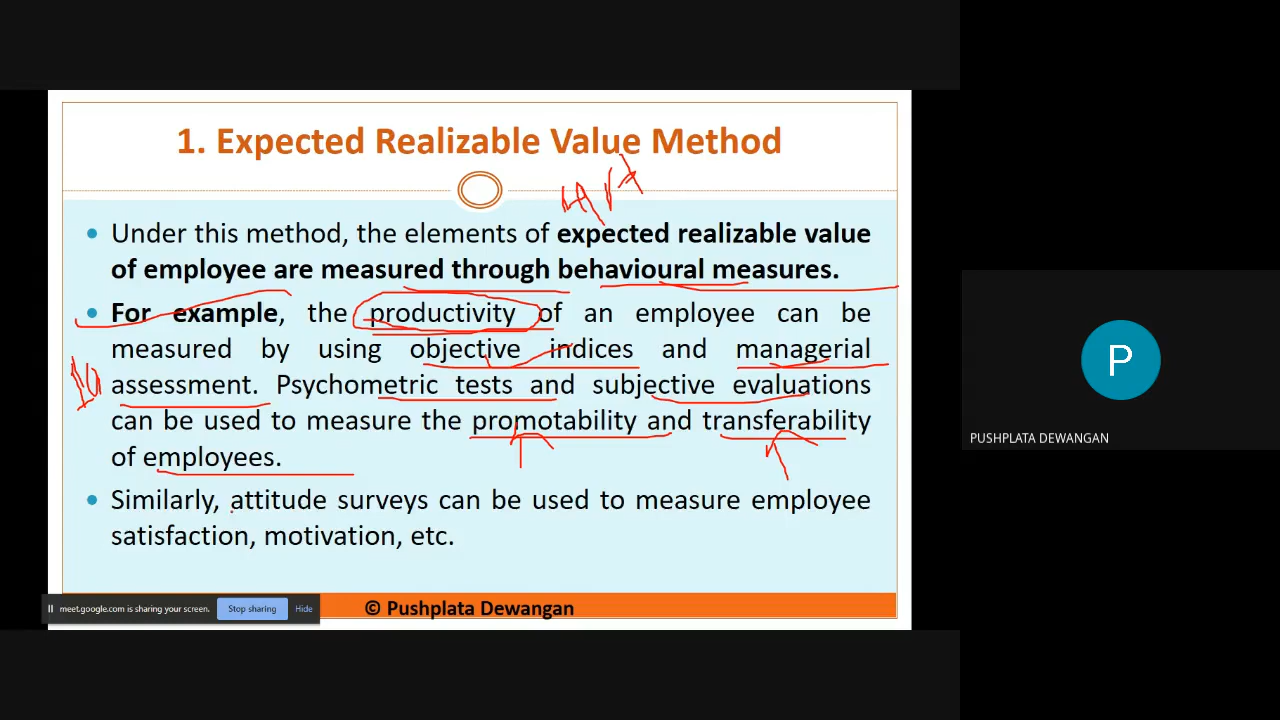 1. Expected Realizable Value Method
• Under this method, the elements of expected realizable value
of employee are measured through behavioural measures.
• For example, the productivity of an employee can be
measured by using objective indices and managerial
assessment. Psychometric tests and subjective evaluations
can be used to measure the promotability and transferability
of employees.
• Similarly, attitude surveys can be used to measure employee
satisfaction, motivation, etc.
meet.google.com is sharing your screen. Stop sharing Hide
© Pushplata Dewangan
P
PUSHPLATA DEWANGAN